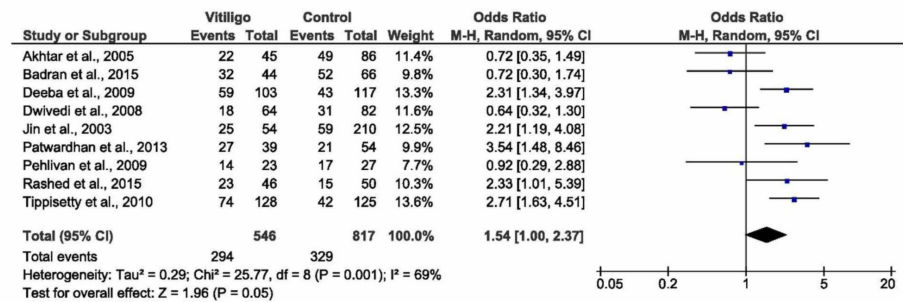 Vitiligo Control Odds Ratio Odds Ratio
Study or Subgroup Events Total Events Total Weight M-H, Random, 95% CI M-H, Random, 95% CI
Akhtar et al., 2005 22 45 49 86 11.4% 0.72 [0.35, 1.49]
Badran et al., 2015 32 44 52 66 9.8% 0.72 [0.30, 1.74]
Deeba et al., 2009 59 103 43 117 13.3% 2.31 [1.34, 3.97]
Dwivedi et al., 2008 18 64 31 82 11.6% 0.64 [0.32, 1.30]
Jin et al., 2003 25 54 59 210 12.5% 2.21 [1.19, 4.08]
Patwardhan et al., 2013 27 39 21 54 9.9% 3.54 [1.48, 8.46]
Pehlivan et al., 2009 14 23 17 27 7.7% 0.92 [0.29, 2.88]
Rashed et al., 2015 23 46 15 50 10.3% 2.33 [1.01, 5.39]
Tippisetty et al., 2010 74 128 42 125 13.6% 2.71 [1.63, 4.51]
Total (95% CI) 546 817 100.0% 1.54 [1.00, 2.37]
Total events 294 329
Heterogeneity: Tau² = 0.29; Chi² = 25.77, df = 8 (P = 0.001); I² = 69%
Test for overall effect: Z = 1.96 (P = 0.05)
0.05 0.2 1 5 20